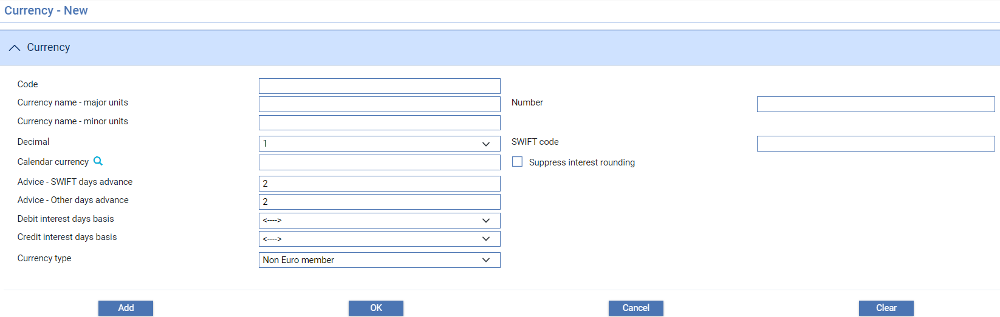 Currency - New
Currency
Code
Currency name - major units
Number
Currency name - minor units
Decimal
1
SWIFT code
Calendar currency
Suppress interest rounding
Advice - SWIFT days advance
2
Advice - Other days advance
2
Debit interest days basis
<---->
Credit interest days basis
<---->
Currency type
Non Euro member
Add
OK
Cancel
Clear